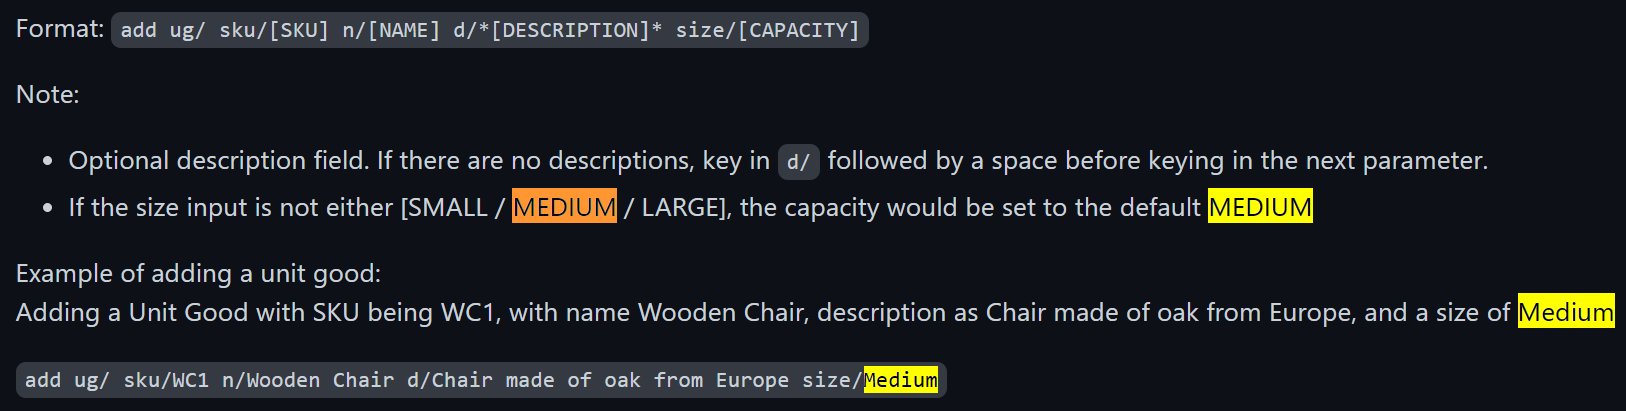 Format: add ug/ sku/[SKU] n/[NAME] d/*[DESCRIPTION]* size/[CAPACITY]
Note:
• Optional description field. If there are no descriptions, key in d/ followed by a space before keying in the next parameter.
• If the size input is not either [SMALL / MEDIUM / LARGE], the capacity would be set to the default MEDIUM
Example of adding a unit good:
Adding a Unit Good with SKU being WC1, with name Wooden Chair, description as Chair made of oak from Europe, and a size of Medium
add ug/ sku/WC1 n/Wooden Chair d/Chair made of oak from Europe size/Medium